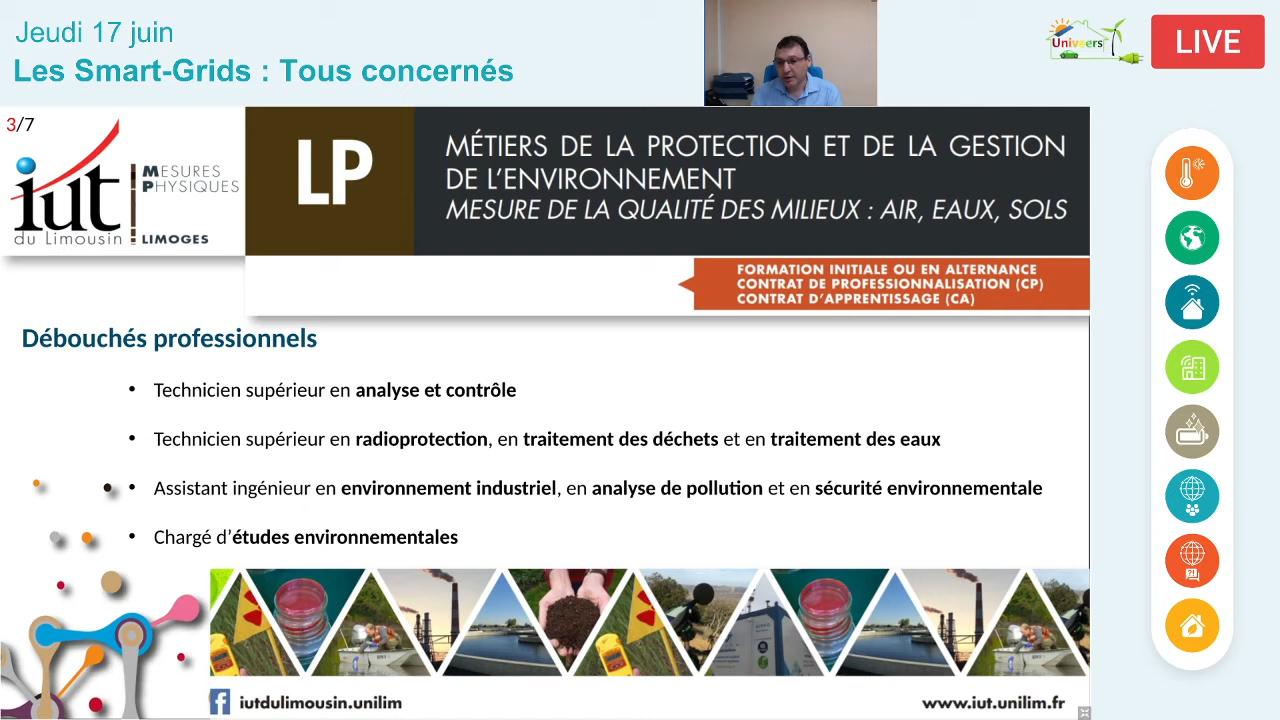 Jeudi 17 juin
Les Smart-Grids : Tous concernés
Univeers
LIVE
3/7
iut
du Limousin
MESURES
PHYSIQUES
LIMOGES
LP
MÉTIERS DE LA PROTECTION ET DE LA GESTION
DE L'ENVIRONNEMENT
MESURE DE LA QUALITÉ DES MILIEUX : AIR, EAUX, SOLS
FORMATION INITIALE OU EN ALTERNANCE
CONTRAT DE PROFESSIONNALISATION (CP)
CONTRAT D'APPRENTISSAGE (CA)
Débouchés professionnels
• Technicien supérieur en analyse et contrôle
• Technicien supérieur en radioprotection, en traitement des déchets et en traitement des eaux
• Assistant ingénieur en environnement industriel, en analyse de pollution et en sécurité environnementale
• Chargé d'études environnementales
iutdulimousin.unilim
www.iut.unilim.fr